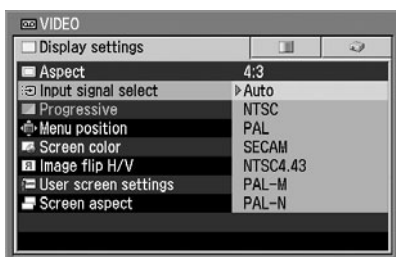 VIDEO
Display settings
Aspect 4:3
Input signal select Auto
Progressive NTSC
Menu position PAL
Screen color SECAM
Image flip H/V NTSC4.43
User screen settings PAL-M
Screen aspect PAL-N